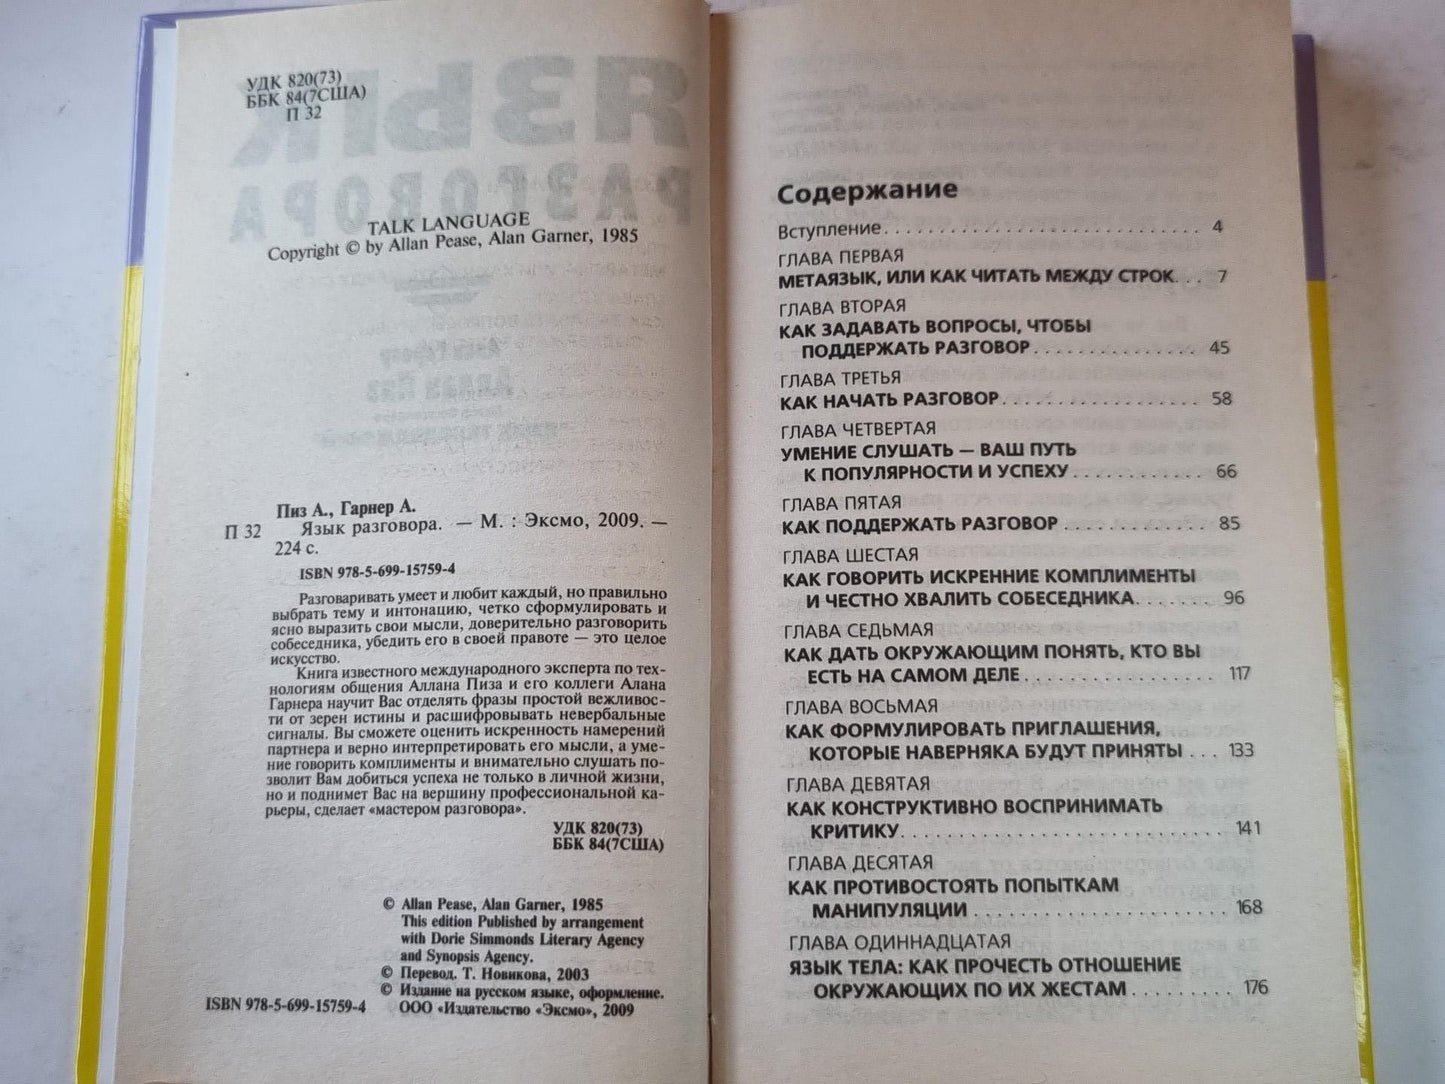 УДК 820(73)
ББК 84(7США)
П 32
TALK LANGUAGE
Copyright © by Allan Pease, Alan Garner, 1985
Пиз А., Гарнер А.
П 32 Язык разговора. — М. : Эксмо, 2009. —
224 с.
ISBN 978-5-699-15759-4
Разговаривать умеет и любит каждый, но правильно
выбрать тему и интонацию, четко сформулировать и
ясно выразить свои мысли, доверительно разговорить
собеседника, убедить его в своей правоте — это целое
искусство.
Книга известного международного эксперта по тех-
нологиям общения Аллана Пиза и его коллеги Алана
Гарнера научит Вас отделять фразы простой вежливос-
ти от зерен истины и расшифровывать невербальные
сигналы. Вы сможете оценить искренность намерений
партнера и верно интерпретировать его мысли, а уме-
ние говорить комплименты и внимательно слушать по-
зволит Вам добиться успеха не только в личной жизни,
но и поднимет Вас на вершину профессиональной ка-
рьеры, сделает «мастером разговора».
УДК 820(73)
ББК 84(7США)
© Allan Pease, Alan Garner, 1985
This edition Published by arrangement
with Dorie Simmonds Literary Agency
and Synopsis Agency.
© Перевод. Т. Новикова, 2003
© Издание на русском языке, оформление.
ISBN 978-5-699-15759-4 ООО «Издательство «Эксмо», 2009
Содержание
Вступление. . . . . . . . . . . . . . . . . . . . . . . . . . . . . 4
ГЛАВА ПЕРВАЯ
МЕТАЯЗЫК, ИЛИ КАК ЧИТАТЬ МЕЖДУ СТРОК. . . 7
ГЛАВА ВТОРАЯ
КАК ЗАДАВАТЬ ВОПРОСЫ, ЧТОБЫ
ПОДДЕРЖАТЬ РАЗГОВОР . . . . . . . . . . . . . . . 45
ГЛАВА ТРЕТЬЯ
КАК НАЧАТЬ РАЗГОВОР. . . . . . . . . . . . . . . . . . 58
ГЛАВА ЧЕТВЕРТАЯ
УМЕНИЕ СЛУШАТЬ — ВАШ ПУТЬ
К ПОПУЛЯРНОСТИ И УСПЕХУ . . . . . . . . . . . . 66
ГЛАВА ПЯТАЯ
КАК ПОДДЕРЖАТЬ РАЗГОВОР . . . . . . . . . . . . . 85
ГЛАВА ШЕСТАЯ
КАК ГОВОРИТЬ ИСКРЕННИЕ КОМПЛИМЕНТЫ
И ЧЕСТНО ХВАЛИТЬ СОБЕСЕДНИКА. . . . . . . 96
ГЛАВА СЕДЬМАЯ
КАК ДАТЬ ОКРУЖАЮЩИМ ПОНЯТЬ, КТО ВЫ
ЕСТЬ НА САМОМ ДЕЛЕ . . . . . . . . . . . . . . . . . 117
ГЛАВА ВОСЬМАЯ
КАК ФОРМУЛИРОВАТЬ ПРИГЛАШЕНИЯ,
КОТОРЫЕ НАВЕРНЯКА БУДУТ ПРИНЯТЫ . . . 133
ГЛАВА ДЕВЯТАЯ
КАК КОНСТРУКТИВНО ВОСПРИНИМАТЬ
КРИТИКУ. . . . . . . . . . . . . . . . . . . . . . . . . . . . 141
ГЛАВА ДЕСЯТАЯ
КАК ПРОТИВОСТОЯТЬ ПОПЫТКАМ
МАНИПУЛЯЦИИ . . . . . . . . . . . . . . . . . . . . . . 168
ГЛАВА ОДИННАДЦАТАЯ
ЯЗЫК ТЕЛА: КАК ПРОЧЕСТЬ ОТНОШЕНИЕ
ОКРУЖАЮЩИХ ПО ИХ ЖЕСТАМ . . . . . . . . . 176